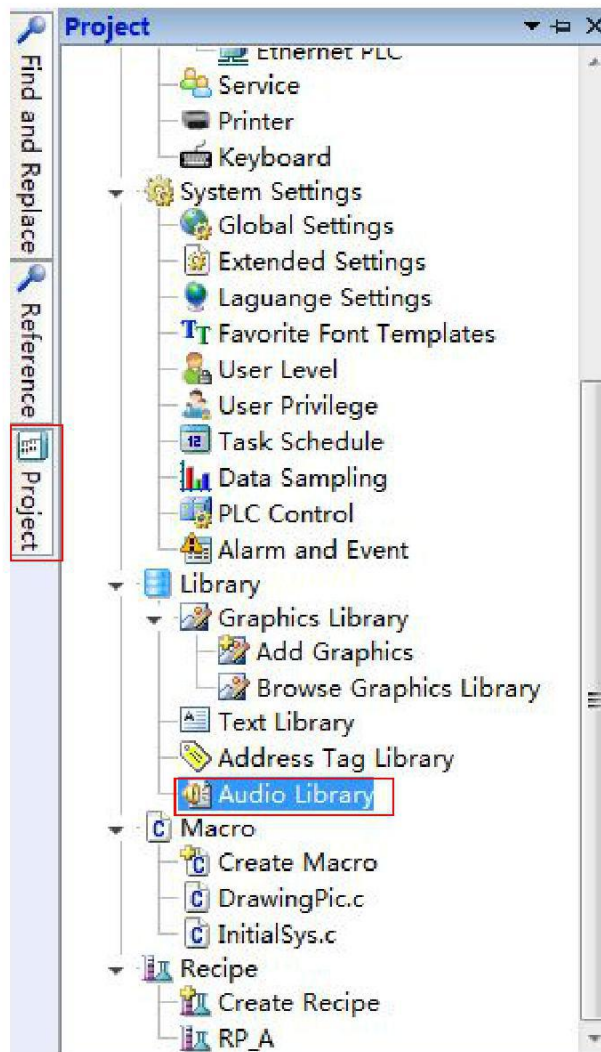 Project
Ethernet PLC
Service
Printer
Keyboard
System Settings
Global Settings
Extended Settings
Laguange Settings
Favorite Font Templates
User Level
User Privilege
Task Schedule
Data Sampling
PLC Control
Alarm and Event
Library
Graphics Library
Add Graphics
Browse Graphics Library
Text Library
Address Tag Library
Audio Library
Macro
Create Macro
DrawingPic.c
InitialSys.c
Recipe
Create Recipe
RP_A
Find and Replace
Reference
Project